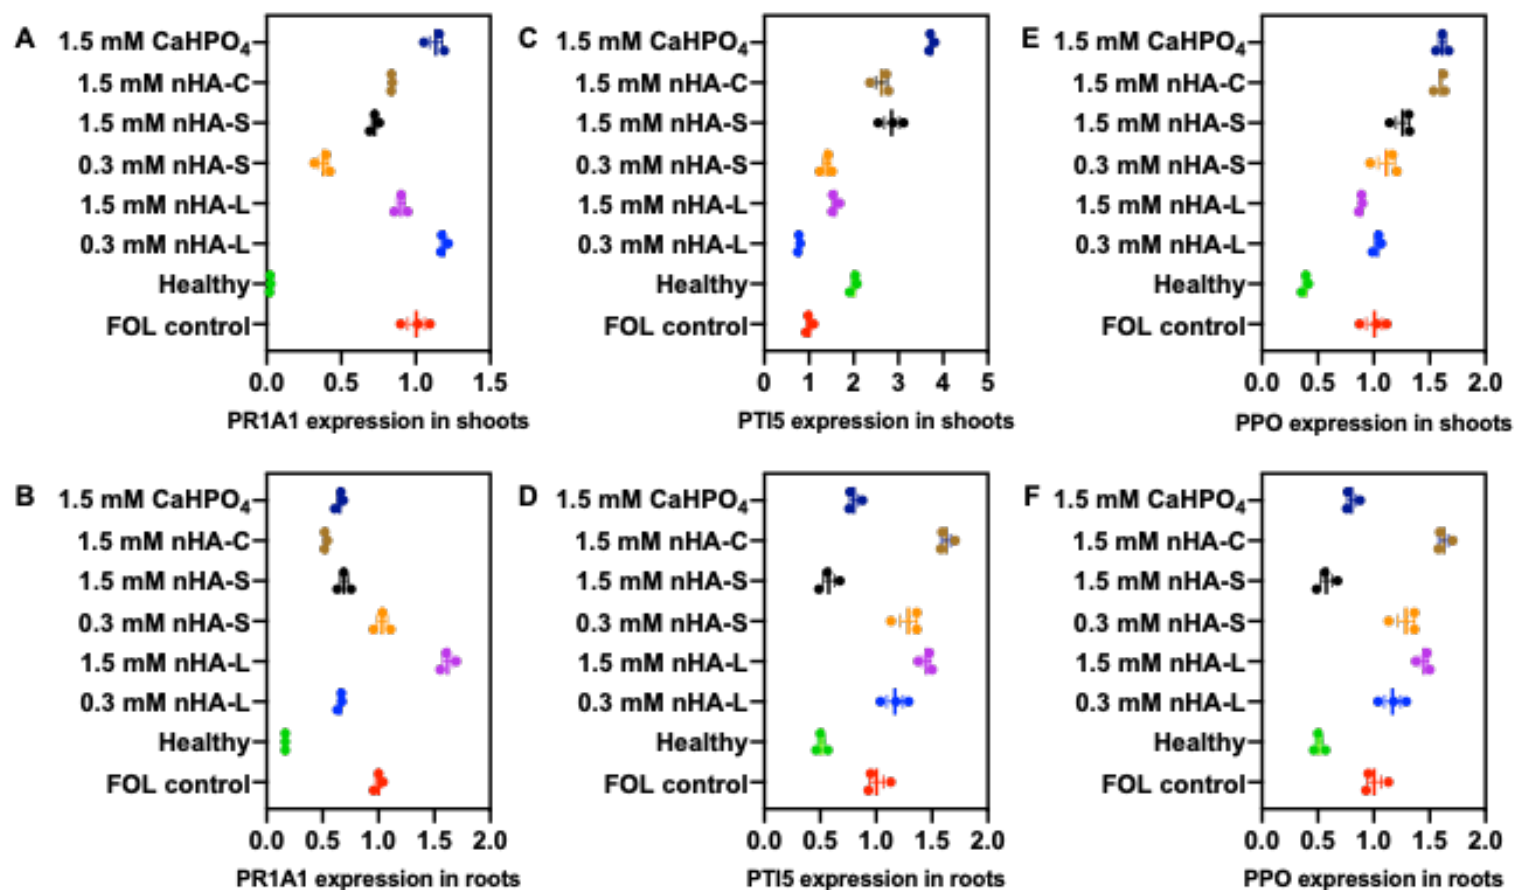 A
1.5 mM CaHPO4
1.5 mM nHA-C
1.5 mM nHA-S
0.3 mM nHA-S
1.5 mM nHA-L
0.3 mM nHA-L
Healthy
FOL control
0.0 0.5 1.0 1.5
PR1A1 expression in shoots
C
1.5 mM CaHPO4
1.5 mM nHA-C
1.5 mM nHA-S
0.3 mM nHA-S
1.5 mM nHA-L
0.3 mM nHA-L
Healthy
FOL control
0 1 2 3 4 5
PTI5 expression in shoots
E
1.5 mM CaHPO4
1.5 mM nHA-C
1.5 mM nHA-S
0.3 mM nHA-S
1.5 mM nHA-L
0.3 mM nHA-L
Healthy
FOL control
0.0 0.5 1.0 1.5 2.0
PPO expression in shoots
B
1.5 mM CaHPO4
1.5 mM nHA-C
1.5 mM nHA-S
0.3 mM nHA-S
1.5 mM nHA-L
0.3 mM nHA-L
Healthy
FOL control
0.0 0.5 1.0 1.5 2.0
PR1A1 expression in roots
D
1.5 mM CaHPO4
1.5 mM nHA-C
1.5 mM nHA-S
0.3 mM nHA-S
1.5 mM nHA-L
0.3 mM nHA-L
Healthy
FOL control
0.0 0.5 1.0 1.5 2.0
PTI5 expression in roots
F
1.5 mM CaHPO4
1.5 mM nHA-C
1.5 mM nHA-S
0.3 mM nHA-S
1.5 mM nHA-L
0.3 mM nHA-L
Healthy
FOL control
0.0 0.5 1.0 1.5 2.0
PPO expression in roots